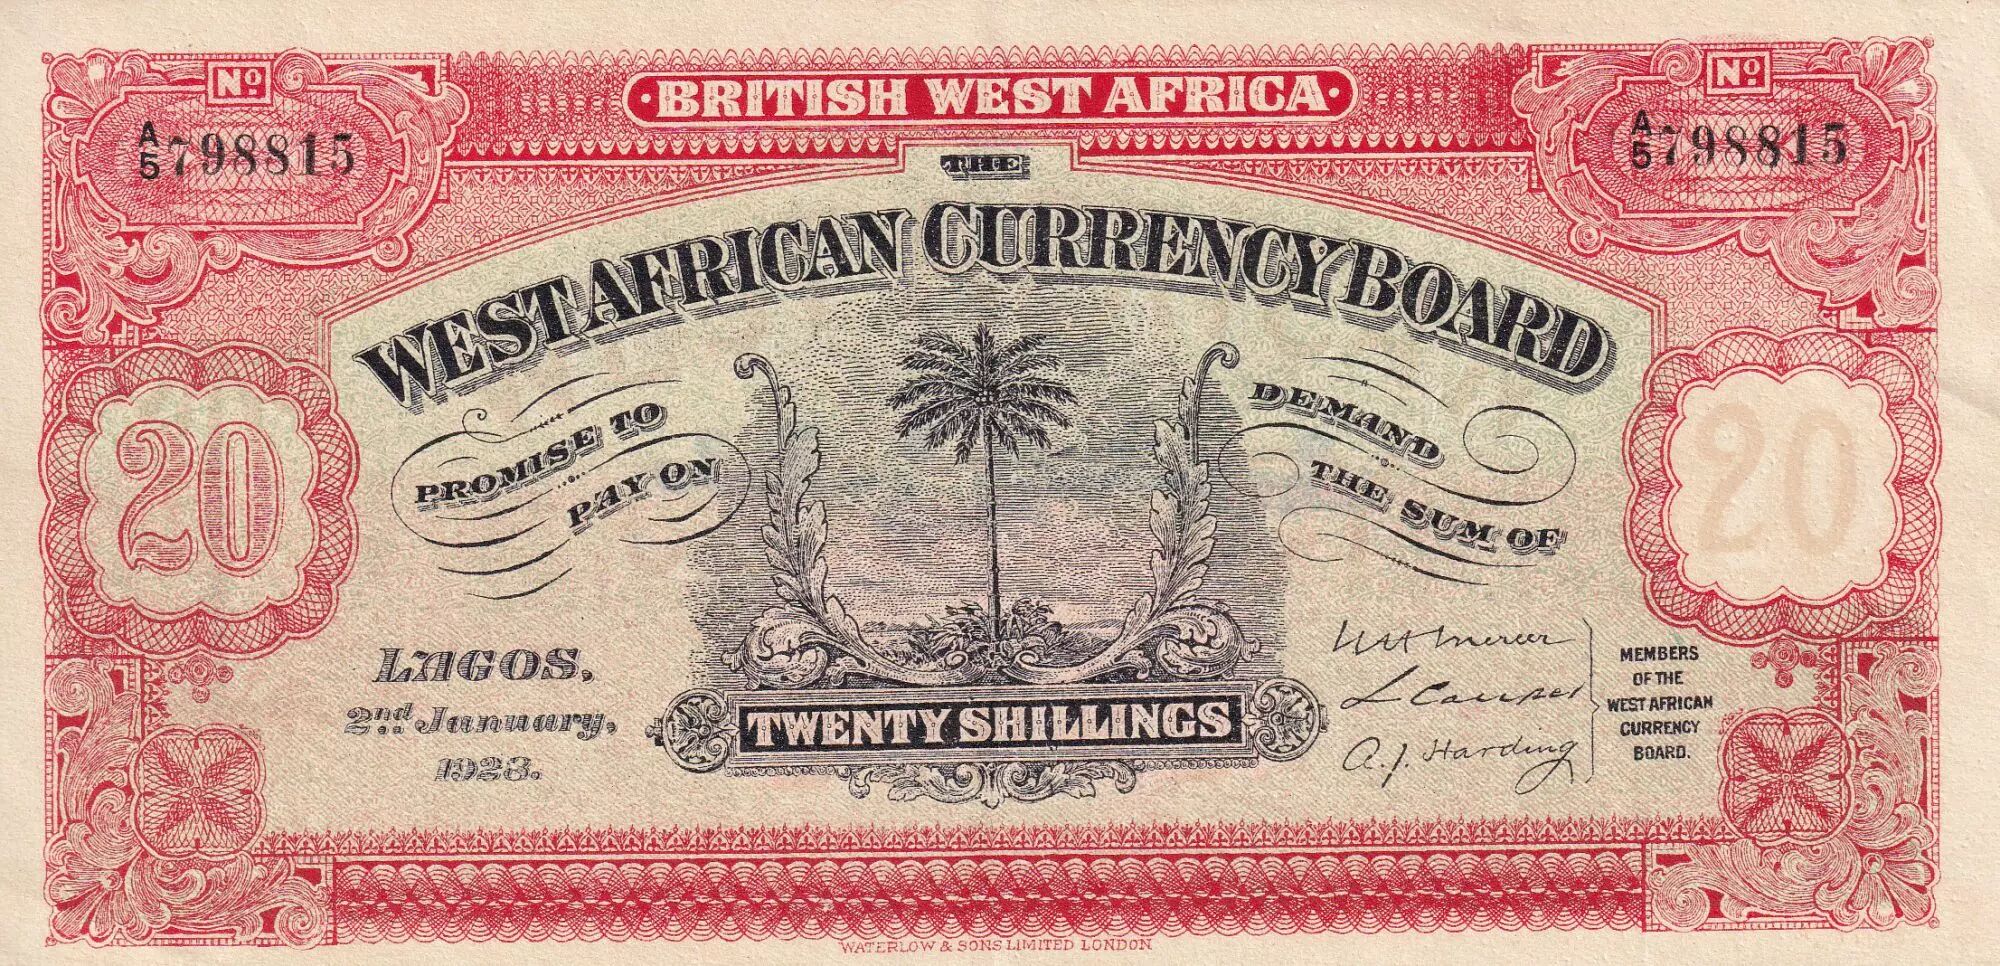 BRITISH WEST AFRICA
Nº
A/5 798815
Nº
A/5 798815
THE
WEST AFRICAN CURRENCY BOARD
PROMISE TO
PAY ON
DEMAND
THE SUM OF
20
20
LAGOS,
2nd January,
1928.
TWENTY SHILLINGS
A. J. Harding
MEMBERS
OF THE
WEST AFRICAN
CURRENCY
BOARD.
WATERLOW & SONS LIMITED LONDON